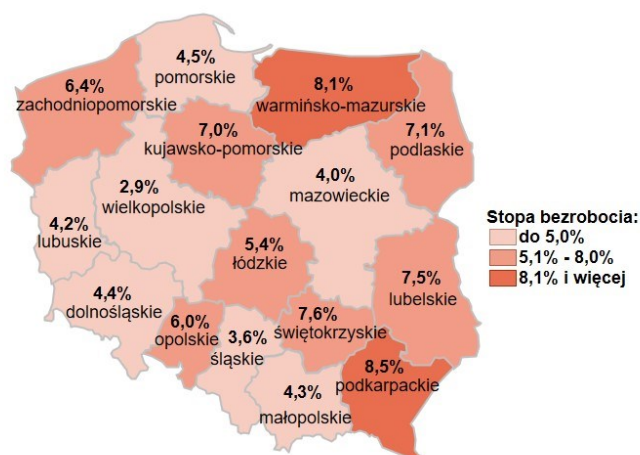 4,5%
pomorskie
6,4%
zachodniopomorskie
8,1%
warmińsko-mazurskie
7,0%
kujawsko-pomorskie
7,1%
podlaskie
2,9%
wielkopolskie
4,0%
mazowieckie
4,2%
lubuskie
5,4%
łódzkie
7,5%
lubelskie
4,4%
dolnośląskie
6,0%
opolskie
3,6%
śląskie
7,6%
świętokrzyskie
4,3%
małopolskie
8,5%
podkarpackie
Stopa bezrobocia:
do 5,0%
5,1% - 8,0%
8,1% i więcej